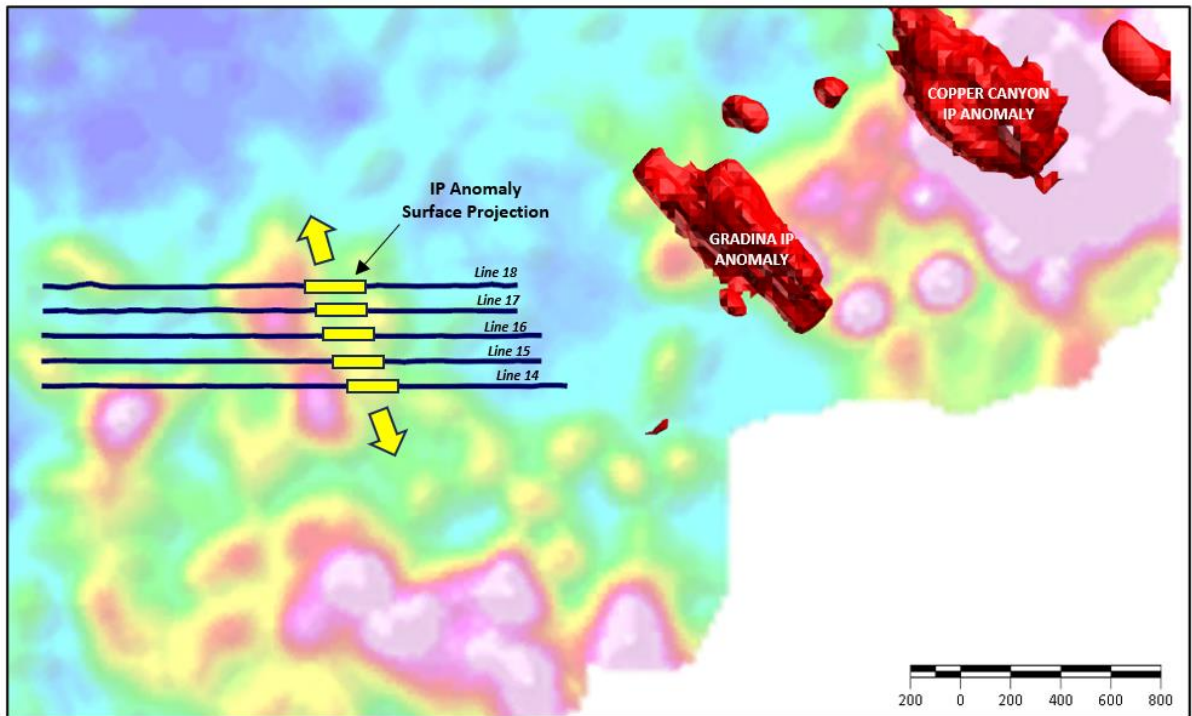 COPPER CANYON
IP ANOMALY
IP Anomaly
Surface Projection
GRADINA IP
ANOMALY
Line 18
Line 17
Line 16
Line 15
Line 14
200 0 200 400 600 800